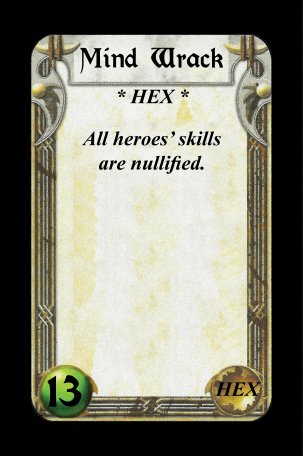 Mind Wrack
* HEX *
All heroes' skills
are nullified.
13
HEX